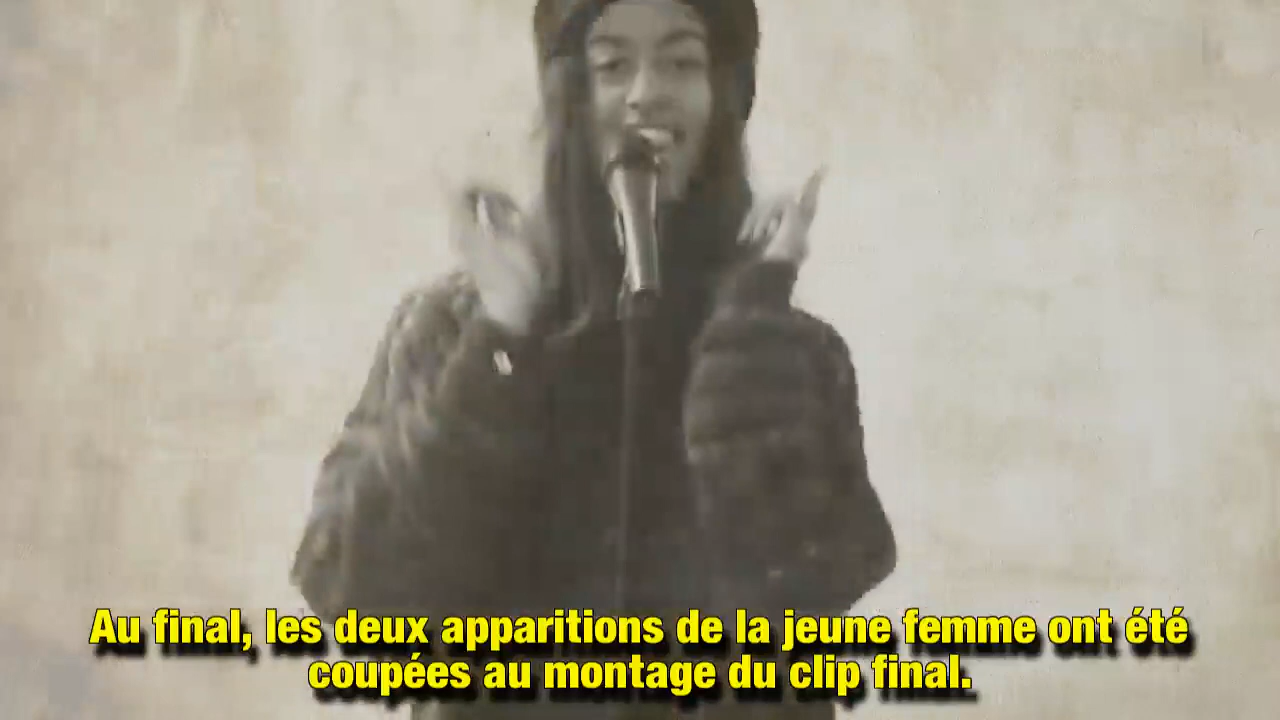 Au final, les deux apparitions de la jeune femme ont été
coupées au montage du clip final.